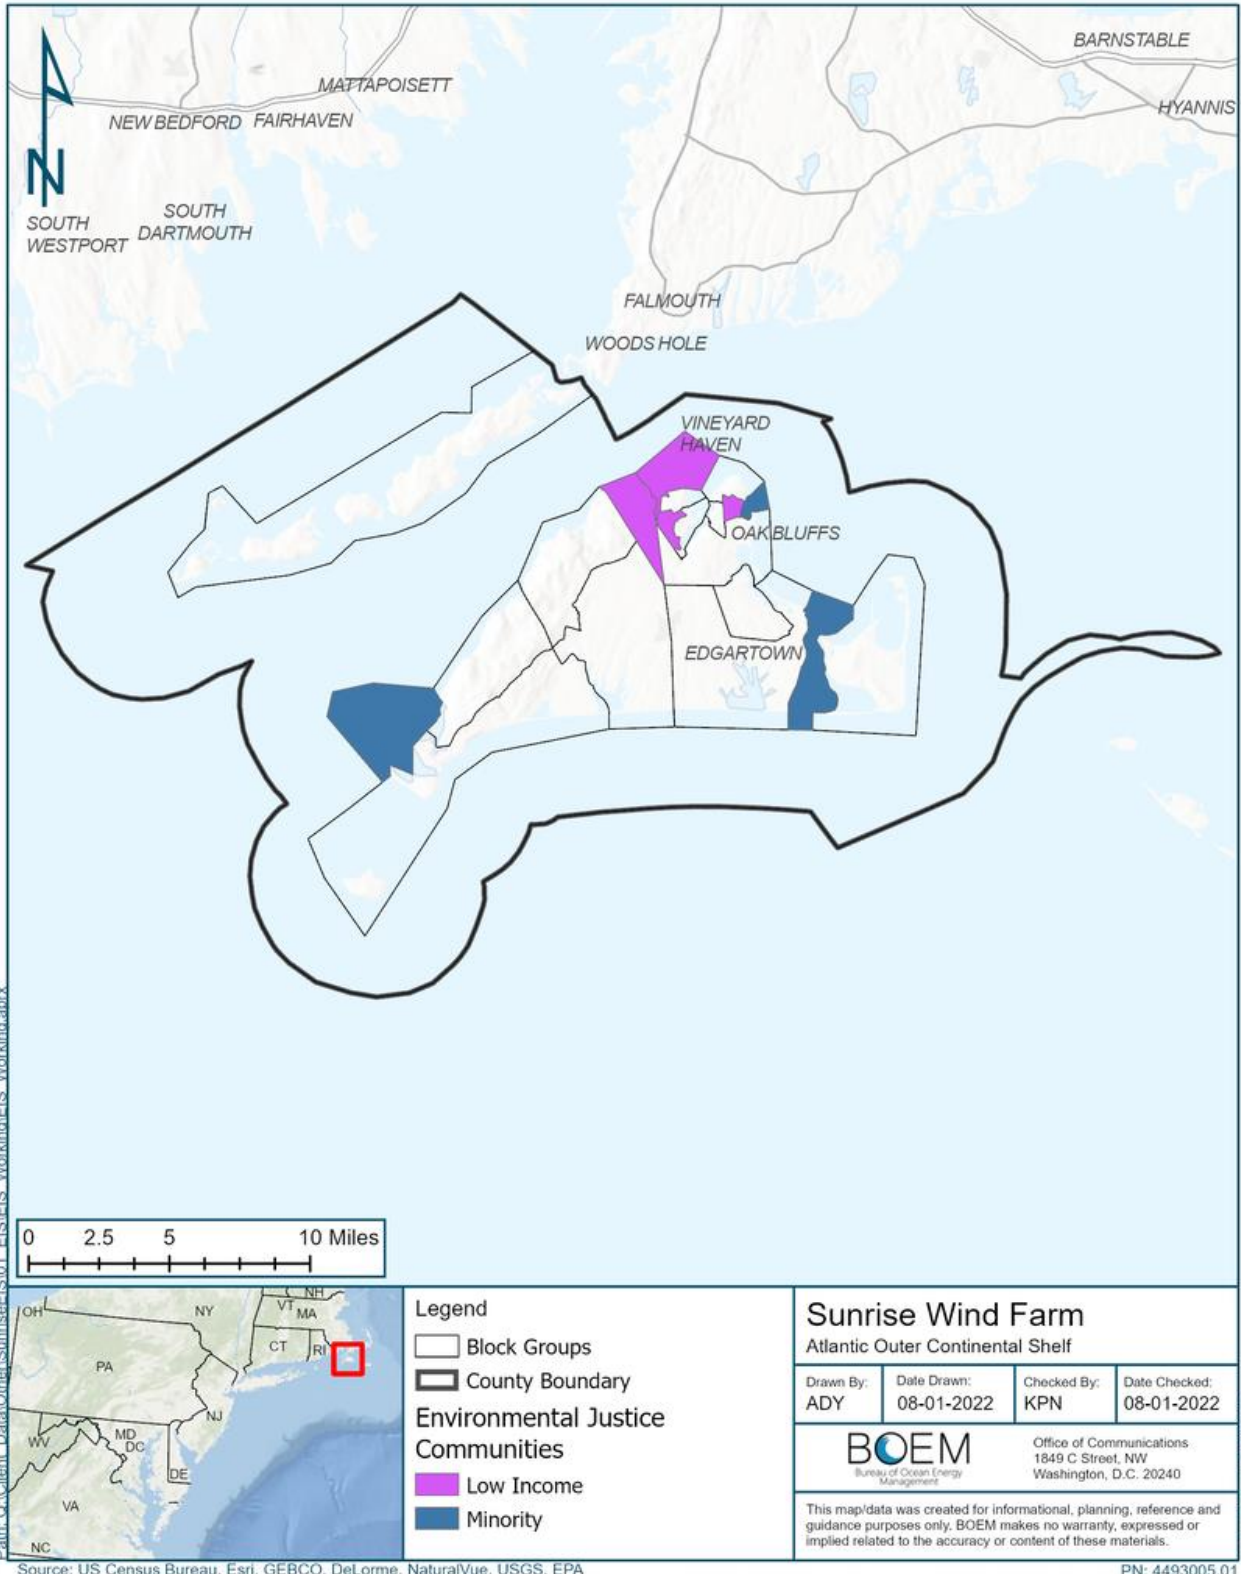 BARNSTABLE
MATTAPOISETT
HYANNIS
NEW BEDFORD
FAIRHAVEN
N
SOUTH
WESTPORT
SOUTH
DARTMOUTH
FALMOUTH
WOODS HOLE
VINEYARD
HAVEN
OAK BLUFFS
EDGARTOWN
0 2.5 5 10 Miles
OH
NY
VT
NH
MA
CT
RI
PA
NJ
WV
MD
DC
DE
VA
NC
Legend
Block Groups
County Boundary
Environmental Justice
Communities
Low Income
Minority
Sunrise Wind Farm
Atlantic Outer Continental Shelf
Drawn By:
ADY
Date Drawn:
08-01-2022
Checked By:
KPN
Date Checked:
08-01-2022
BOEM
Bureau of Ocean Energy
Management
Office of Communications
1849 C Street, NW
Washington, D.C. 20240
This map/data was created for informational, planning, reference and
guidance purposes only. BOEM makes no warranty, expressed or
implied related to the accuracy or content of these materials.
Source: US Census Bureau, Esri, GEBCO, DeLorme, NaturalVue, USGS, EPA
PN: 4493005.01